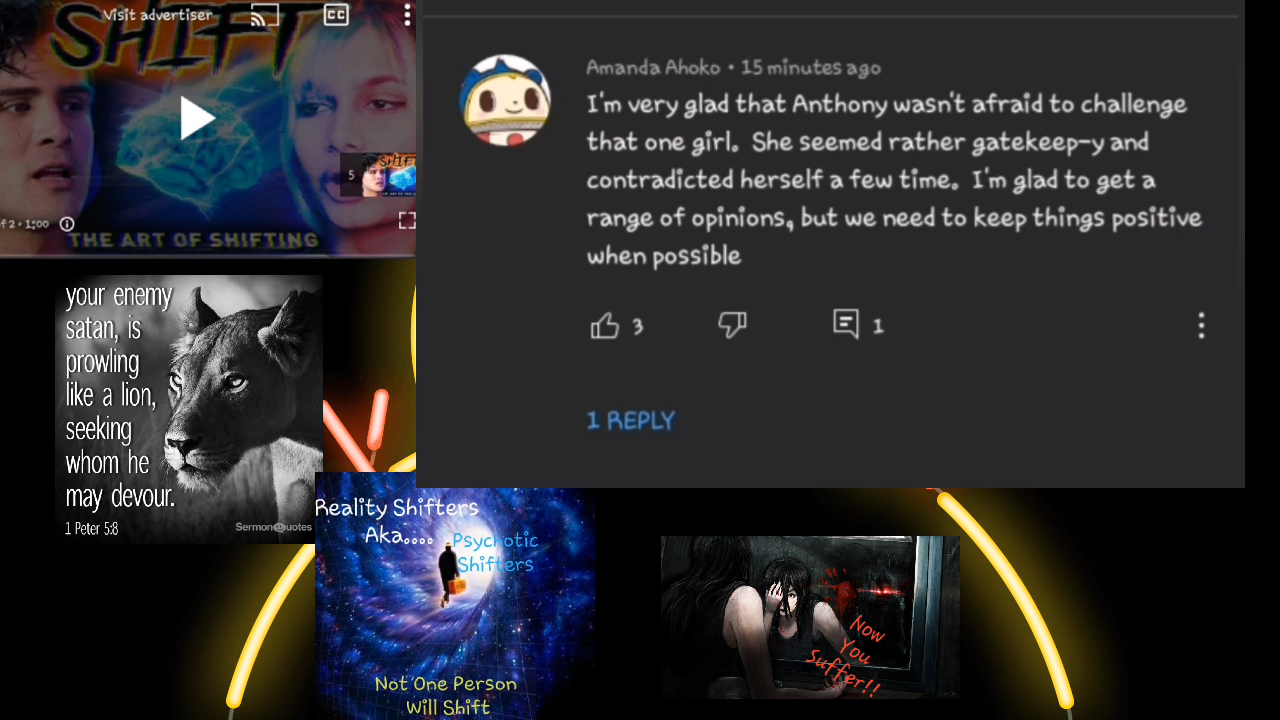 Visit advertiser
CC
SHIFT
5
SHIFT
of 2 • 1:00
THE ART OF SHIFTING
Amanda Ahoko • 15 minutes ago
I'm very glad that Anthony wasn't afraid to challenge
that one girl. She seemed rather gatekeep-y and
contradicted herself a few time. I'm glad to get a
range of opinions, but we need to keep things positive
when possible
3
1
1 REPLY
your enemy
satan, is
prowling
like a lion,
seeking
whom he
may devour.
1 Peter 5:8
SermonQuotes
Reality Shifters
Aka....
Psychotic
Shifters
Not One Person
Will Shift
Now
You
Suffer!!